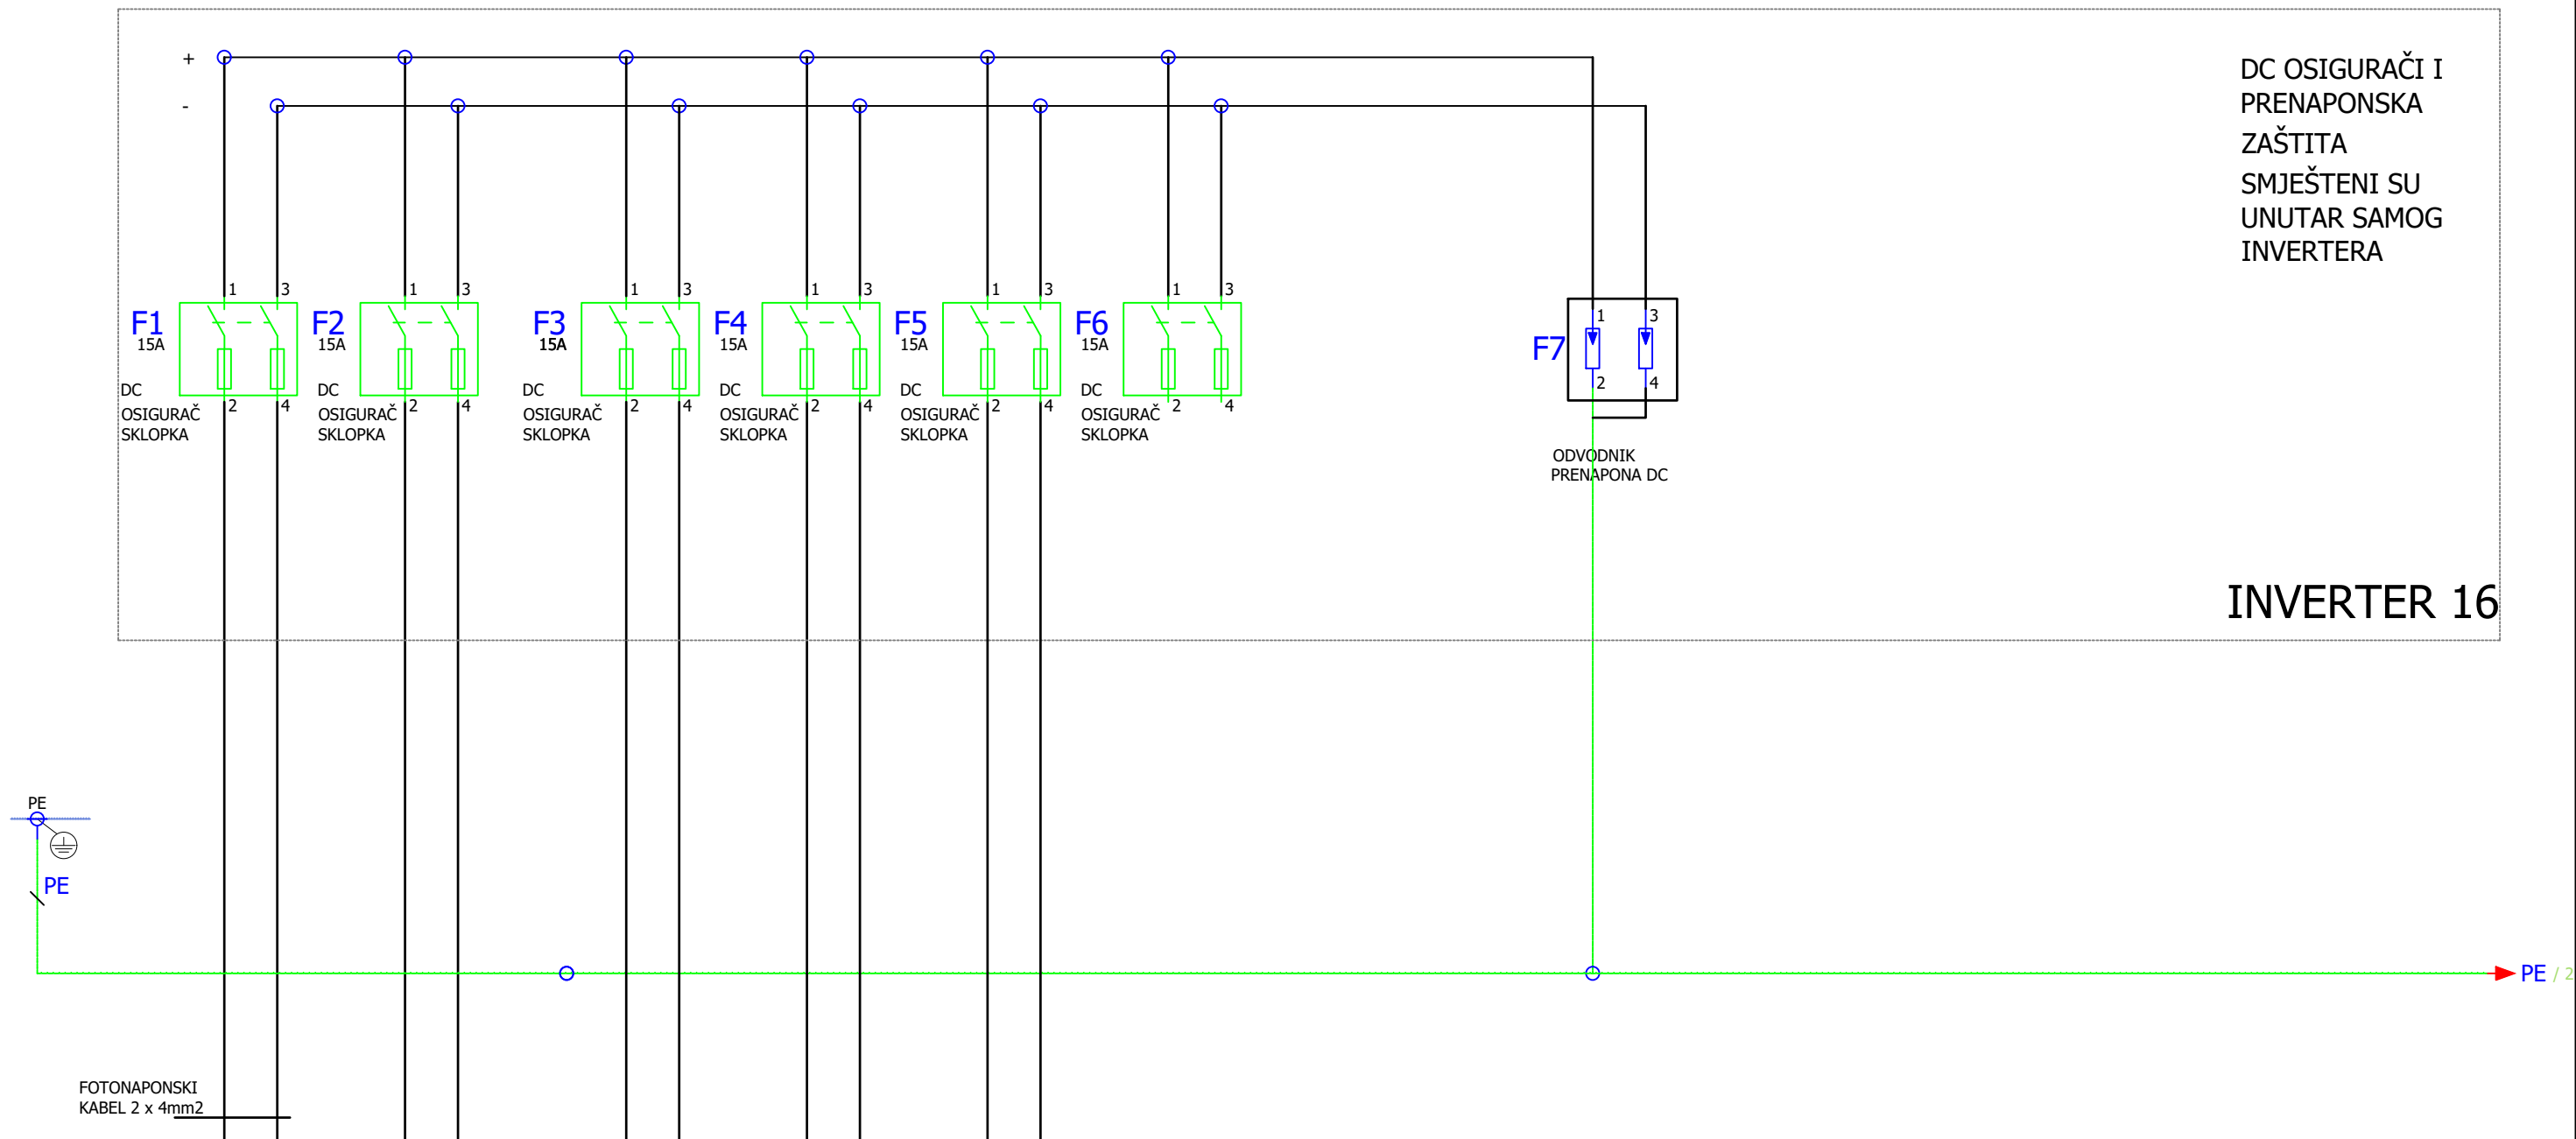 +
-
DC OSIGURAČI I
PRENAPONSKA
ZAŠTITA
SMJEŠTENI SU
UNUTAR SAMOG
INVERTERA
1 3 1 3 1 3 1 3 1 3 1 3
F1 F2 F3 F4 F5 F6
15A 15A 15A 15A 15A 15A
1 3
F7
2 4
DC DC DC DC DC DC
2 4 2 4 2 4 2 4 2 4 2 4
OSIGURAČ OSIGURAČ OSIGURAČ OSIGURAČ OSIGURAČ OSIGURAČ
SKLOPKA SKLOPKA SKLOPKA SKLOPKA SKLOPKA SKLOPKA
ODVODNIK
PRENAPONA DC
INVERTER 16
PE
PE
PE / 2
FOTONAPONSKI
KABEL 2 x 4mm2